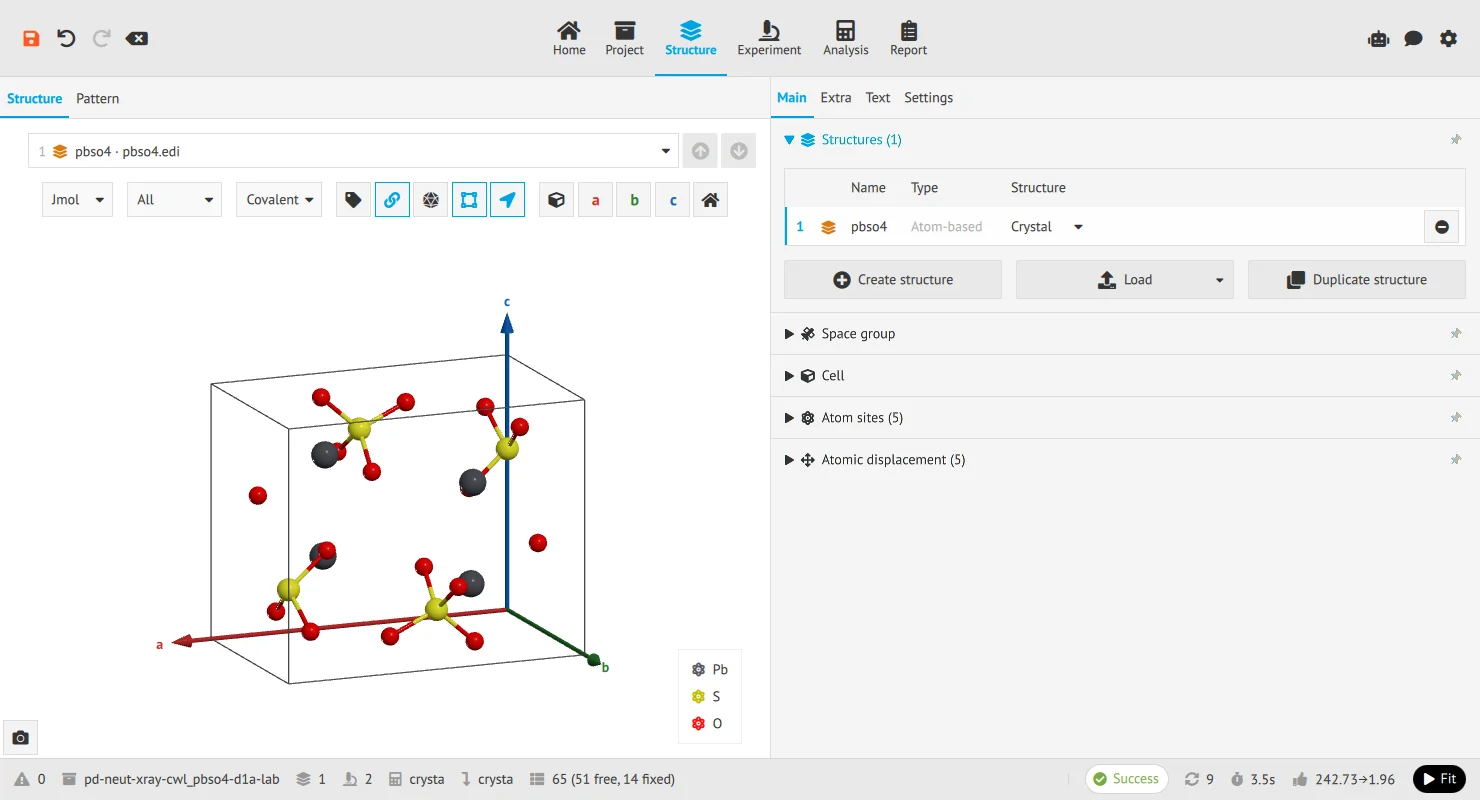 Home
Project
Structure
Experiment
Analysis
Report
Structure
Pattern
Main
Extra
Text
Settings
1 pbso4 · pbso4.edi
Jmol
All
Covalent
a
b
c
c
a
b
Pb
S
O
Structures (1)
Name Type Structure
1 pbso4 Atom-based Crystal
Create structure
Load
Duplicate structure
Space group
Cell
Atom sites (5)
Atomic displacement (5)
0 pd-neut-xray-cwl_pbso4-d1a-lab 1 2 crysta crysta 65 (51 free, 14 fixed)
Success 9 3.5s 242.73→1.96 Fit